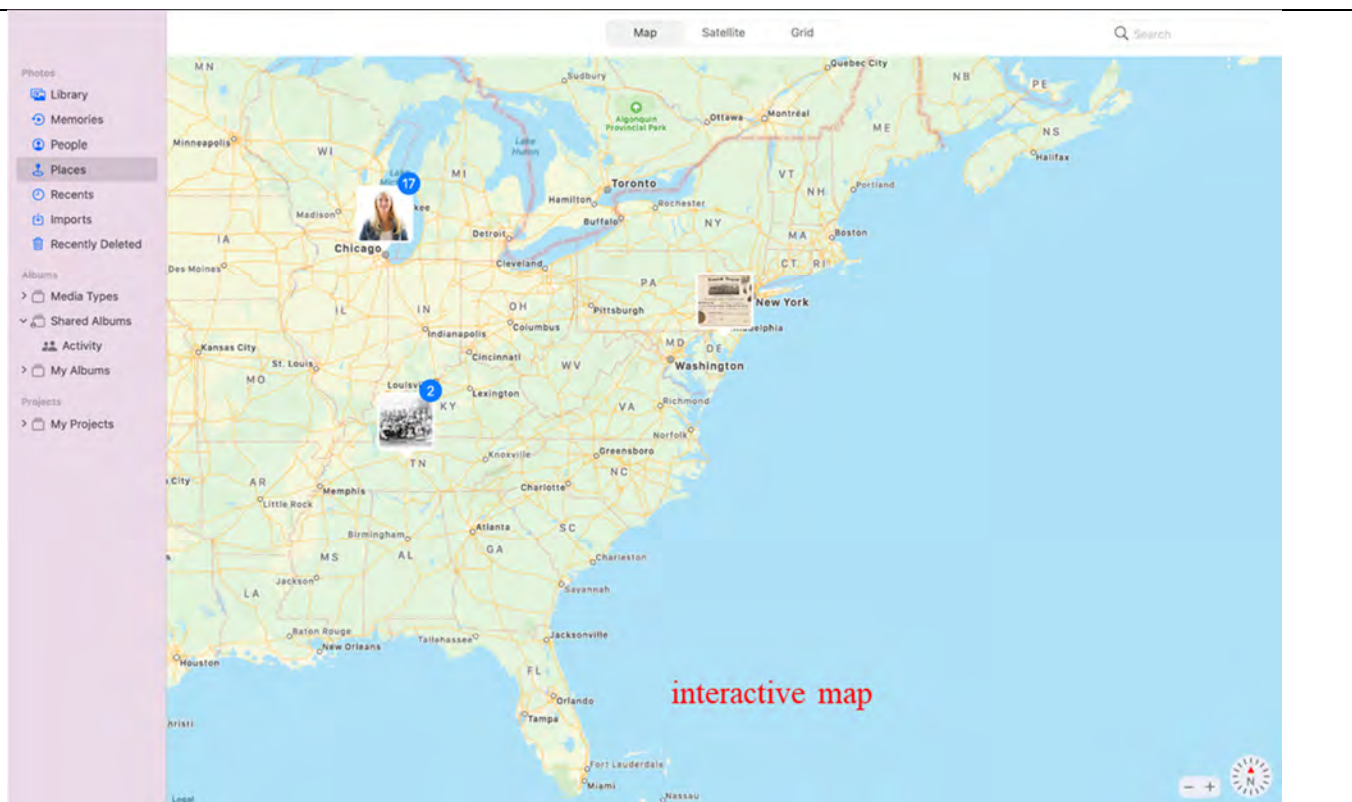 Map Satellite Grid
Search
Photos
Library
Memories
People
Places
Recents
Imports
Recently Deleted
Albums
Media Types
Shared Albums
Activity
My Albums
Projects
My Projects
MN
Sudbury
Quebec City
NB
PE
Algonquin
Provincial Park
Ottawa
Montréal
ME
NS
Halifax
Minneapolis
WI
Lake
Huron
MI
17
Toronto
VT
NH
Portland
Hamilton
Rochester
Madison
Buffalo
NY
Detroit
MA
Boston
IA
Chicago
CT
RI
Des Moines
Cleveland
PA
IL
IN
OH
Pittsburgh
New York
Indianapolis
Columbus
Kansas City
MD
DE
Cincinnati
St. Louis
WV
Washington
MO
2
Lexington
KY
VA
Richmond
Norfolk
Knoxville
Greensboro
TN
NC
City
AR
Memphis
Charlotte
Little Rock
Atlanta
SC
Birmingham
MS
AL
GA
Charleston
Jackson
LA
Savannah
Baton Rouge
Tallahassee
Jacksonville
New Orleans
Houston
FL
interactive map
Orlando
Tampa
Fort Lauderdale
Miami
Nassau
- +
N
Legal